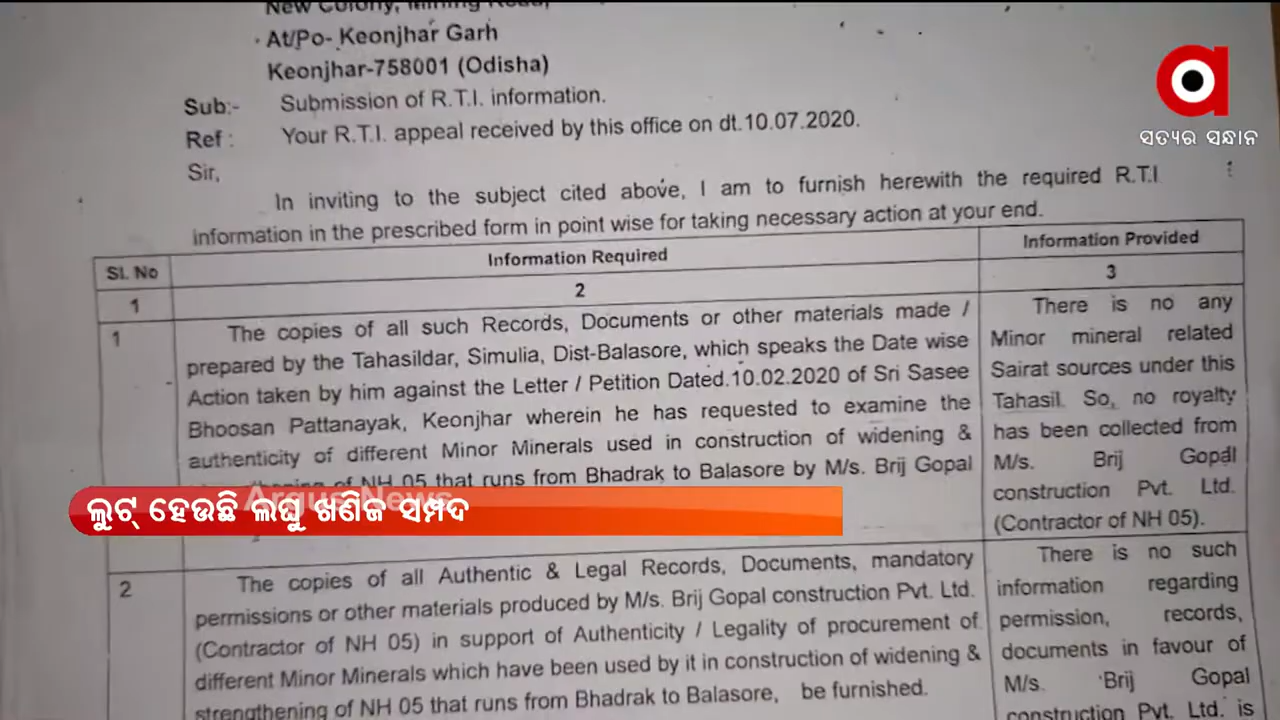 New Colony, Mining Road,
At/Po- Keonjhar Garh
Keonjhar-758001 (Odisha)
Sub:- Submission of R.T.I. information.
Ref : Your R.T.I. appeal received by this office on dt.10.07.2020.
Sir,
In inviting to the subject cited above, I am to furnish herewith the required R.T.I
information in the prescribed form in point wise for taking necessary action at your end.
Sl. No
Information Required
Information Provided
1
2
3
1
The copies of all such Records, Documents or other materials made /
prepared by the Tahasildar, Simulia, Dist-Balasore, which speaks the Date wise
Action taken by him against the Letter / Petition Dated.10.02.2020 of Sri Sasee
Bhoosan Pattanayak, Keonjhar wherein he has requested to examine the
authenticity of different Minor Minerals used in construction of widening &
of NH 05 that runs from Bhadrak to Balasore by M/s. Brij Gopal
There is no any
Minor mineral related
Sairat sources under this
Tahasil. So, no royalty
has been collected from
M/s. Brij Gopal
construction Pvt. Ltd.
(Contractor of NH 05).
2
The copies of all Authentic & Legal Records, Documents, mandatory
permissions or other materials produced by M/s. Brij Gopal construction Pvt. Ltd.
(Contractor of NH 05) in support of Authenticity / Legality of procurement of
different Minor Minerals which have been used by it in construction of widening &
strengthening of NH 05 that runs from Bhadrak to Balasore, be furnished.
There is no such
information regarding
permission, records,
documents in favour of
M/s. Brij Gopal
construction Pvt. Ltd. is
a
ସତ୍ୟର ସନ୍ଧାନ
Argus News
ଲୁଟ୍ ହେଉଛି ଲଘୁ ଖଣିଜ ସମ୍ପଦ